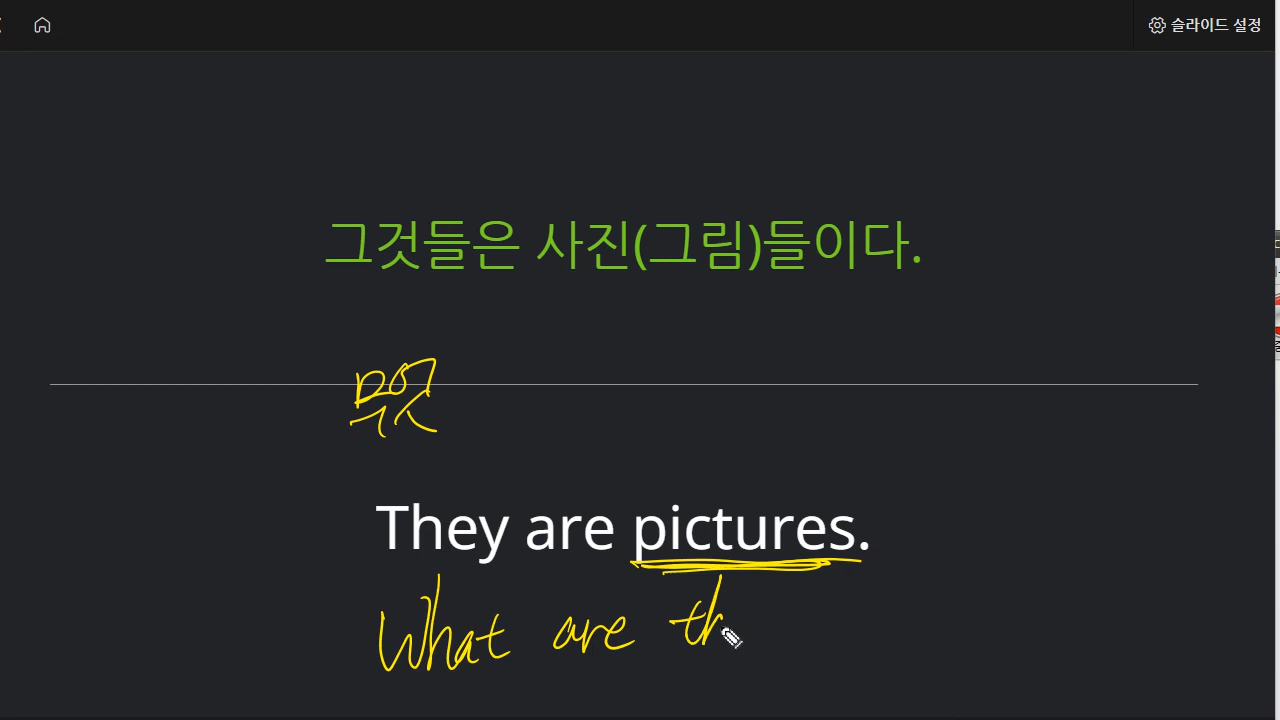 슬라이드 설정
그것들은 사진(그림)들이다.
무엇
They are pictures.
What are th